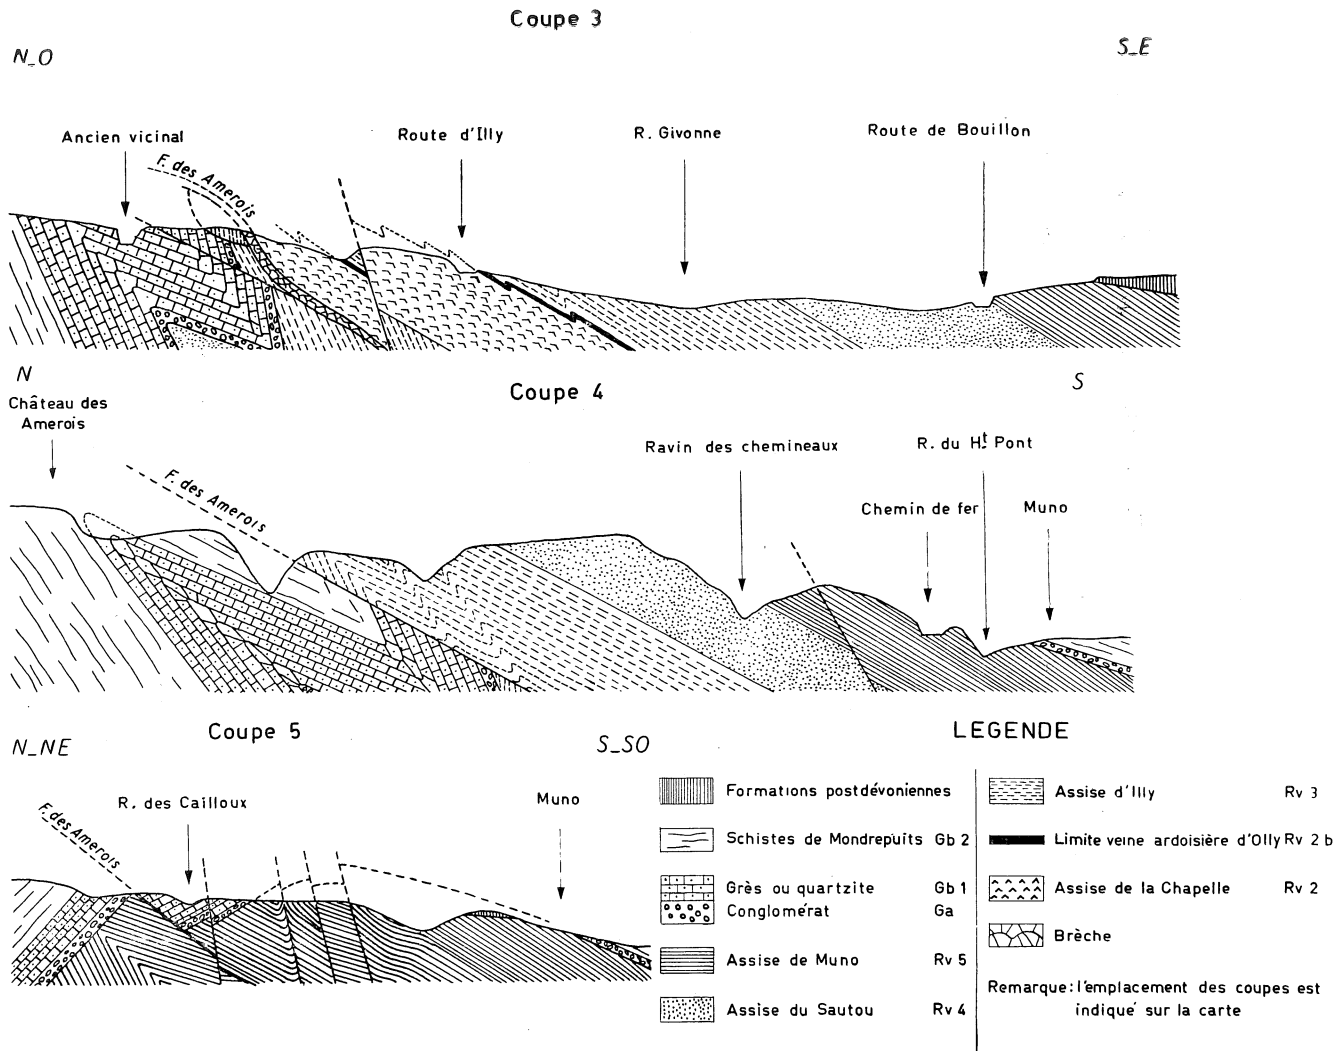 Coupe 3
N_O
S_E
Ancien vicinal
Route d'Illy
R. Givonne
Route de Bouillon
F. des Amerois
N
Coupe 4
S
Château des
Amerois
Ravin des chemineaux
R. du Hᵗ Pont
F. des Amerois
Chemin de fer
Muno
Coupe 5
N_NE
S_SO
LEGENDE
R. des Cailloux
Muno
F. des Amerois
Formations postdévoniennes
Schistes de Mondrepuits Gb 2
Grès ou quartzite Gb 1
Conglomérat Ga
Assise de Muno Rv 5
Assise du Sautou Rv 4
Assise d'Illy Rv 3
Limite veine ardoisière d'Olly Rv 2 b
Assise de la Chapelle Rv 2
Brèche
Remarque: l'emplacement des coupes est
indiqué sur la carte